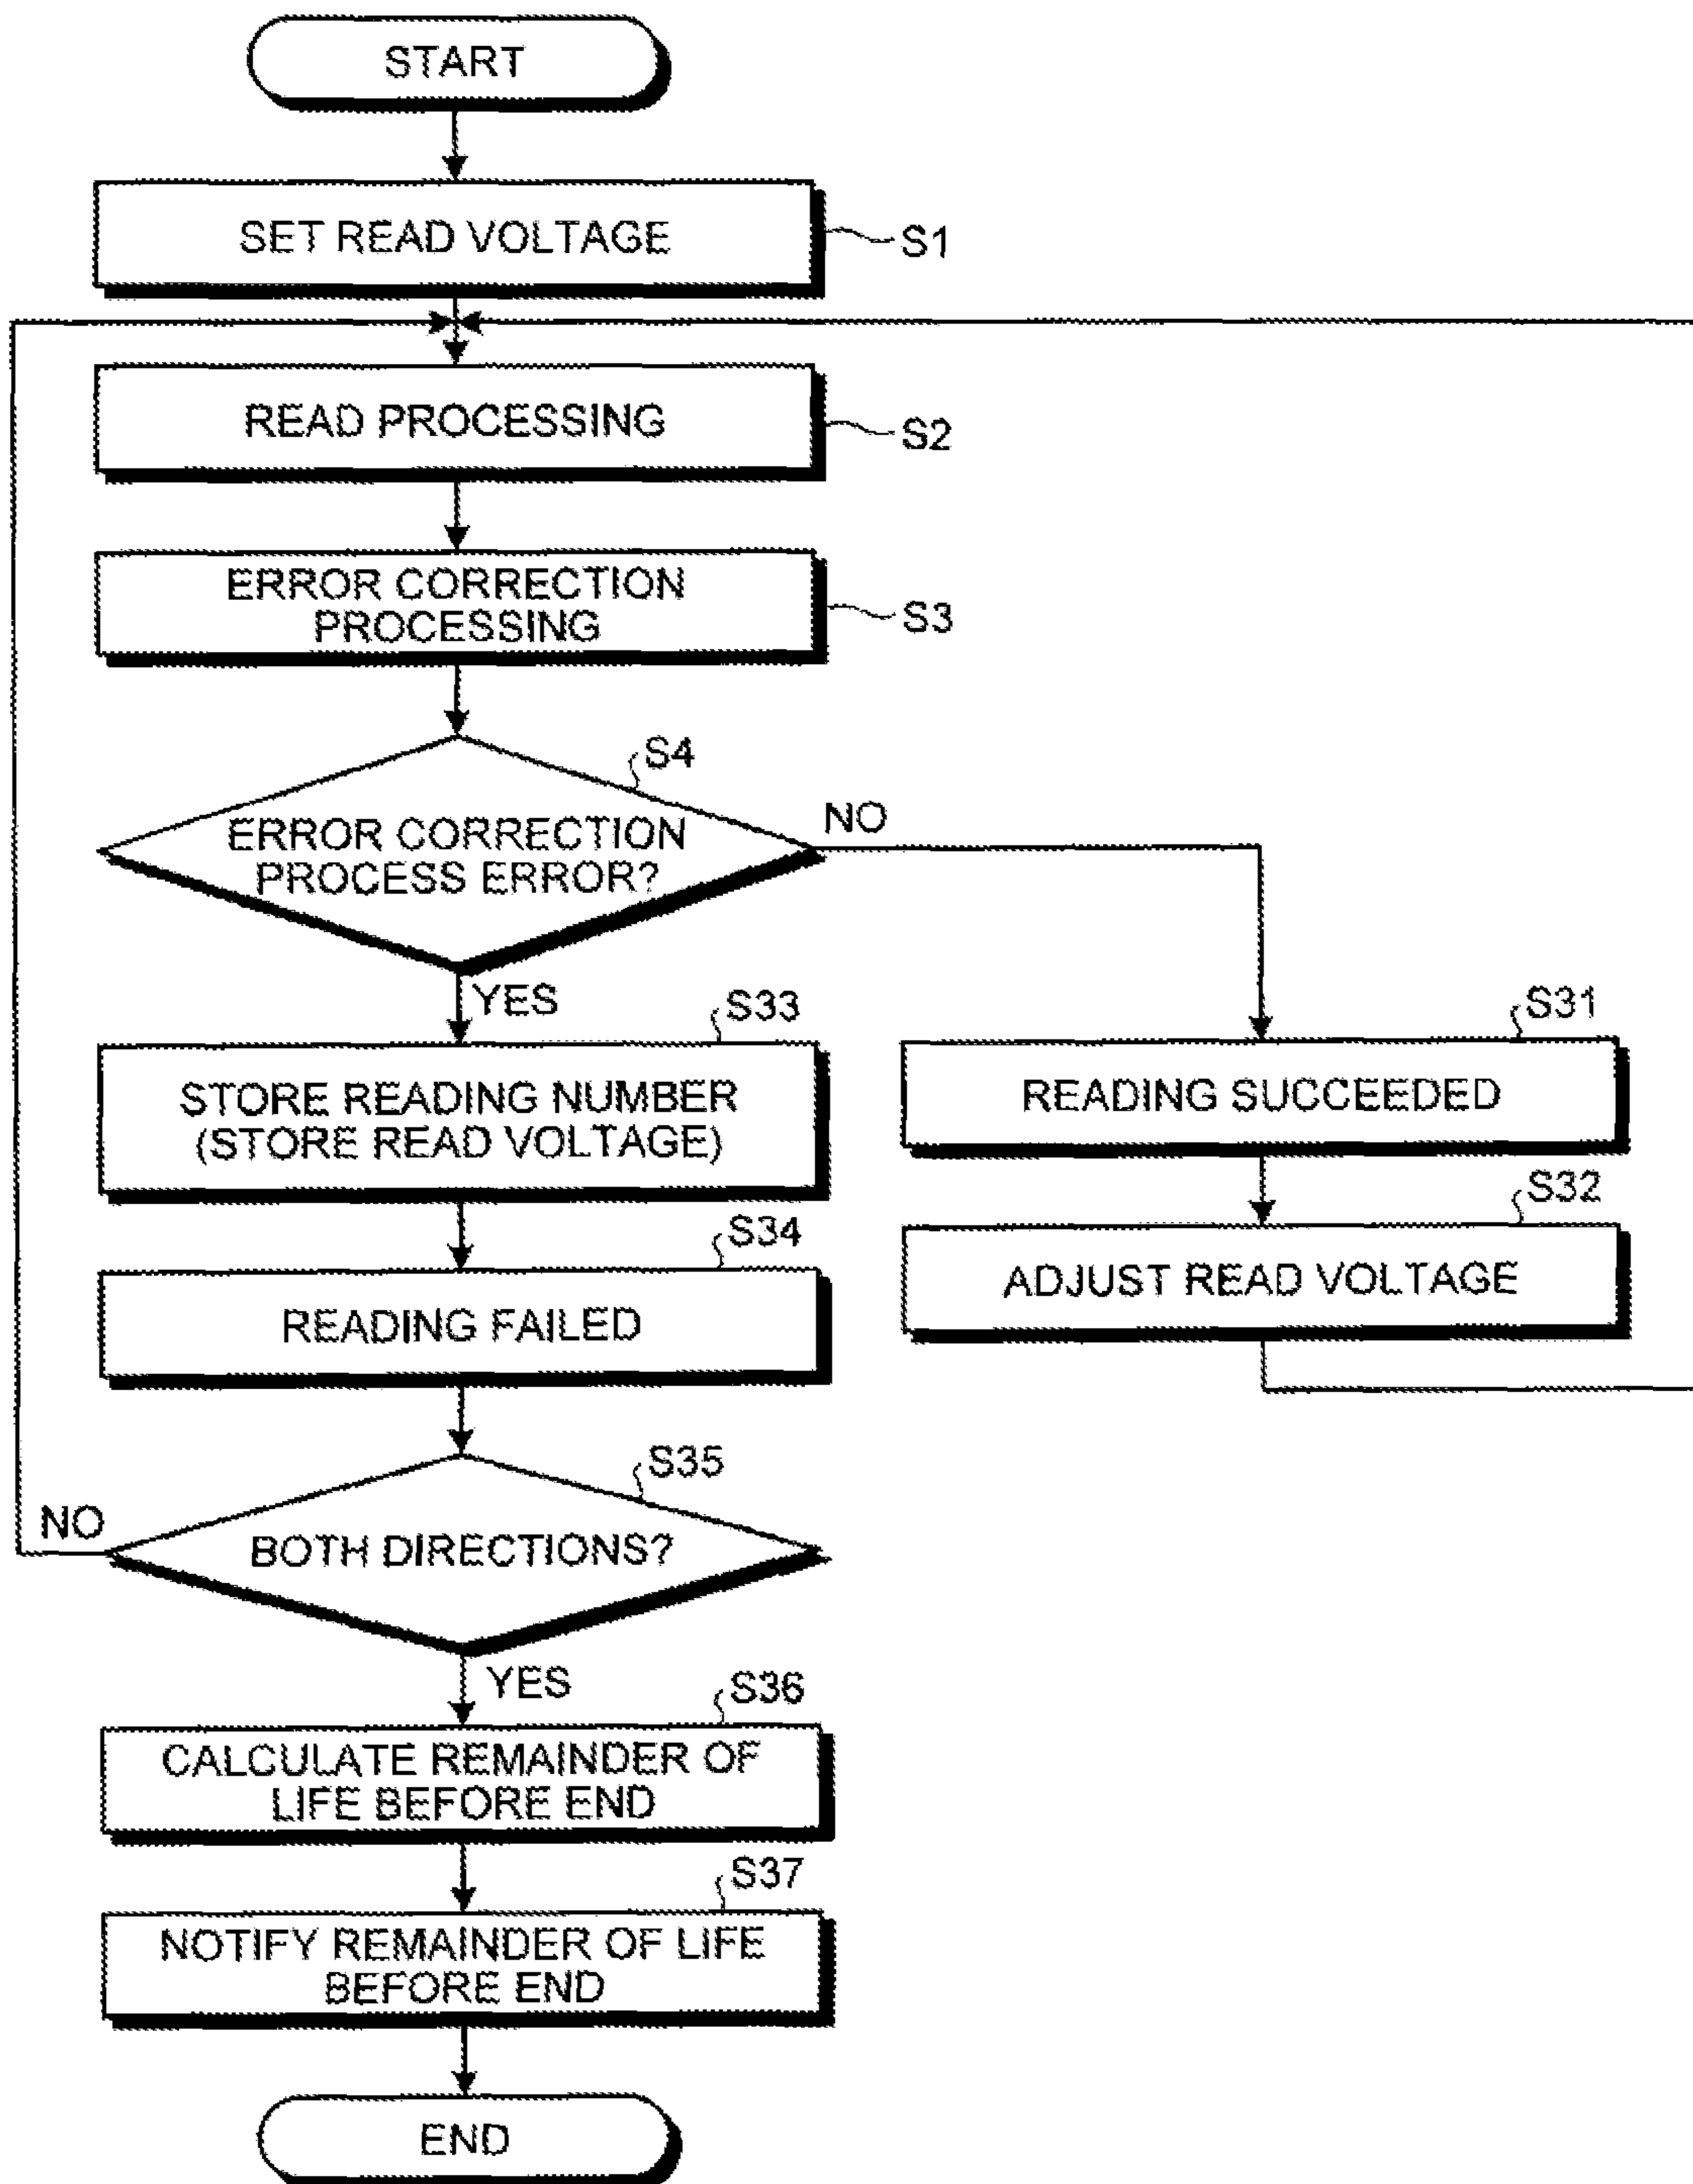 START
SET READ VOLTAGE
S1
READ PROCESSING
S2
ERROR CORRECTION
PROCESSING
S3
S4
ERROR CORRECTION
PROCESS ERROR?
NO
YES
S33
STORE READING NUMBER
(STORE READ VOLTAGE)
S31
READING SUCCEEDED
S34
READING FAILED
S32
ADJUST READ VOLTAGE
S35
BOTH DIRECTIONS?
NO
YES
S36
CALCULATE REMAINDER OF
LIFE BEFORE END
S37
NOTIFY REMAINDER OF LIFE
BEFORE END
END